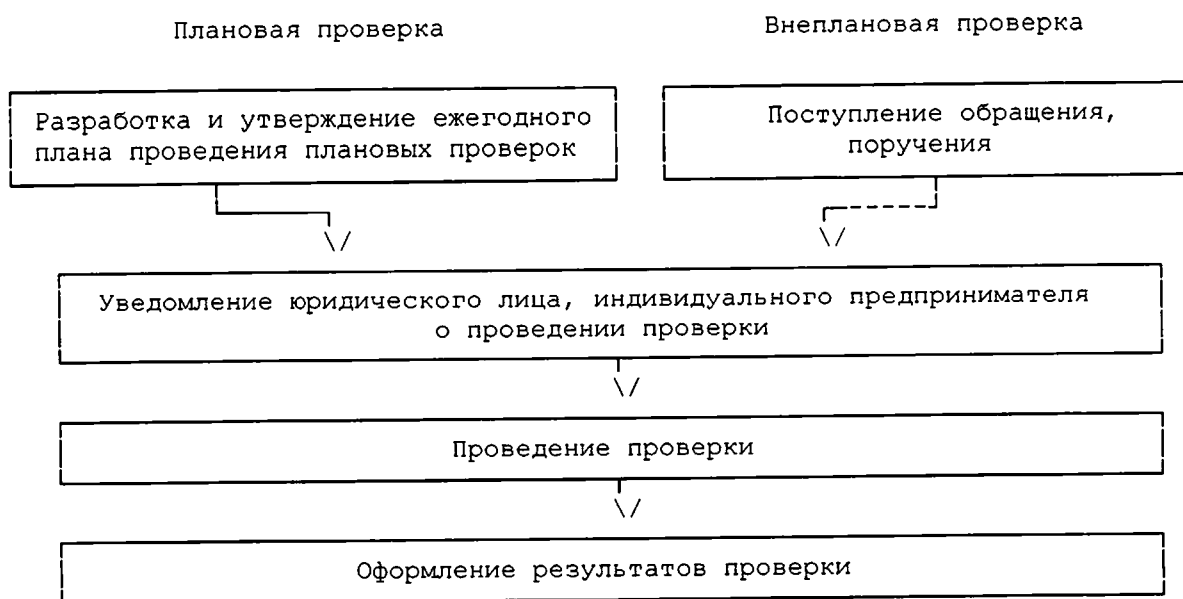 Плановая проверка
Внеплановая проверка
Разработка и утверждение ежегодного
плана проведения плановых проверок
Поступление обращения,
поручения
Уведомление юридического лица, индивидуального предпринимателя
о проведении проверки
Проведение проверки
Оформление результатов проверки